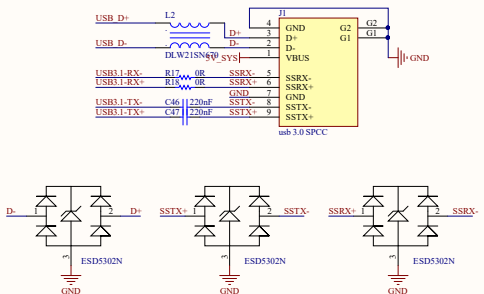 L2
J1
USB_D+
D+ 3 D+
4 GND
G2 G2
G1 G1
GND
USB_D-
D- 2 D-
DLW21SN670
5V_SYS 1 VBUS
USB3.1-RX- R17 0R SSRX- 5 SSRX-
USB3.1-RX+ R18 0R SSRX+ 6 SSRX+
GND 7 GND
USB3.1-TX- C46 220nF SSTX- 8 SSTX-
USB3.1-TX+ C47 220nF SSTX+ 9 SSTX+
usb 3.0 SPCC
D- 1 2 D+
SSTX+ 1 2 SSTX-
SSRX+ 1 2 SSRX-
3 3 3
ESD5302N ESD5302N ESD5302N
GND GND GND